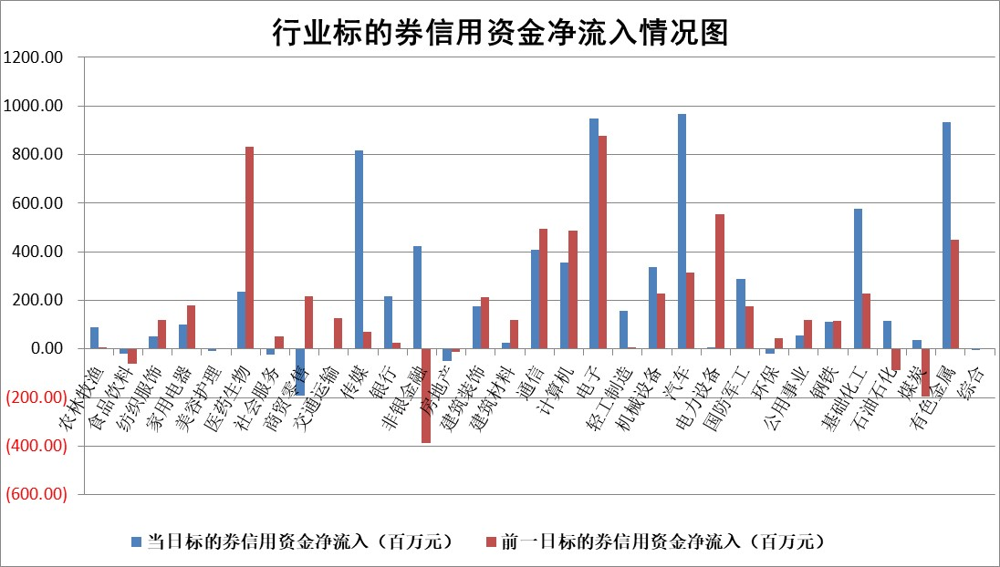 行业标的券信用资金净流入情况图
1200.00
1000.00
800.00
600.00
400.00
200.00
0.00
(200.00)
(400.00)
(600.00)
农林牧渔
食品饮料
纺织服饰
家用电器
美容护理
医药生物
社会服务
商贸零售
交通运输
传媒
银行
非银金融
房地产
建筑装饰
建筑材料
通信
计算机
电子
轻工制造
机械设备
汽车
电力设备
国防军工
环保
公用事业
钢铁
基础化工
石油石化
煤炭
有色金属
综合
当日标的券信用资金净流入（百万元）
前一日标的券信用资金净流入（百万元）